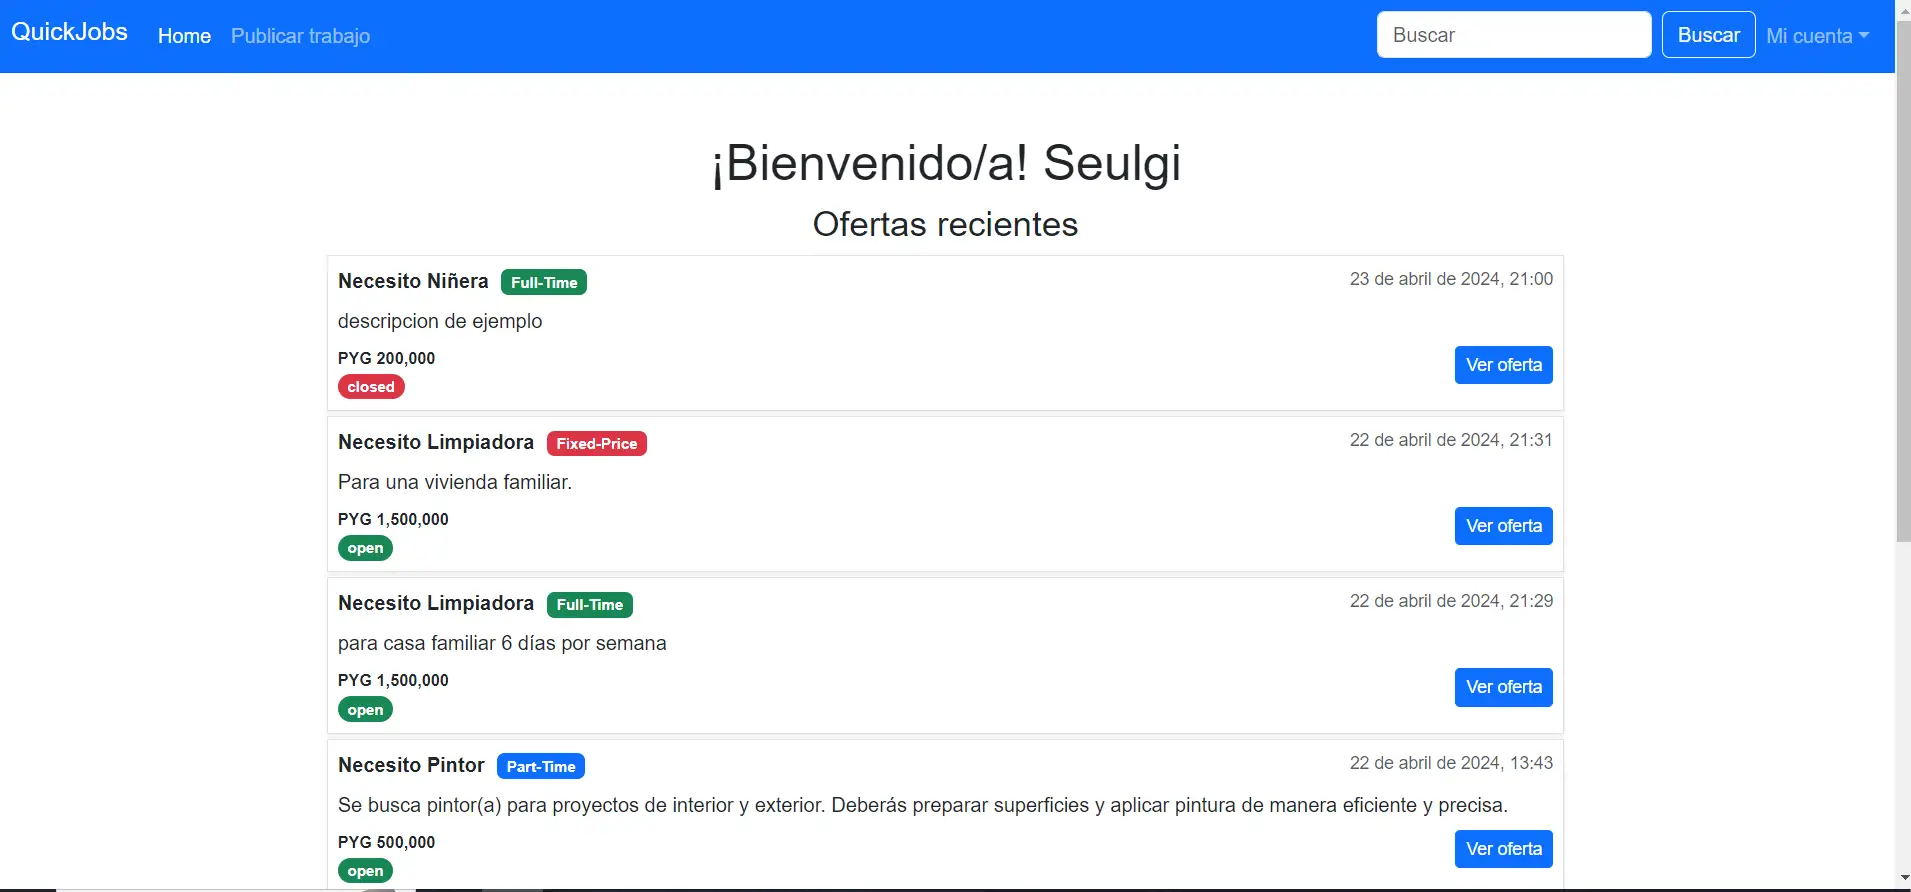 QuickJobs Home Publicar trabajo Buscar Buscar Mi cuenta
¡Bienvenido/a! Seulgi
Ofertas recientes
Necesito Niñera Full-Time 23 de abril de 2024, 21:00
descripcion de ejemplo
PYG 200,000
Ver oferta
closed
Necesito Limpiadora Fixed-Price 22 de abril de 2024, 21:31
Para una vivienda familiar.
PYG 1,500,000
Ver oferta
open
Necesito Limpiadora Full-Time 22 de abril de 2024, 21:29
para casa familiar 6 días por semana
PYG 1,500,000
Ver oferta
open
Necesito Pintor Part-Time 22 de abril de 2024, 13:43
Se busca pintor(a) para proyectos de interior y exterior. Deberás preparar superficies y aplicar pintura de manera eficiente y precisa.
PYG 500,000
Ver oferta
open